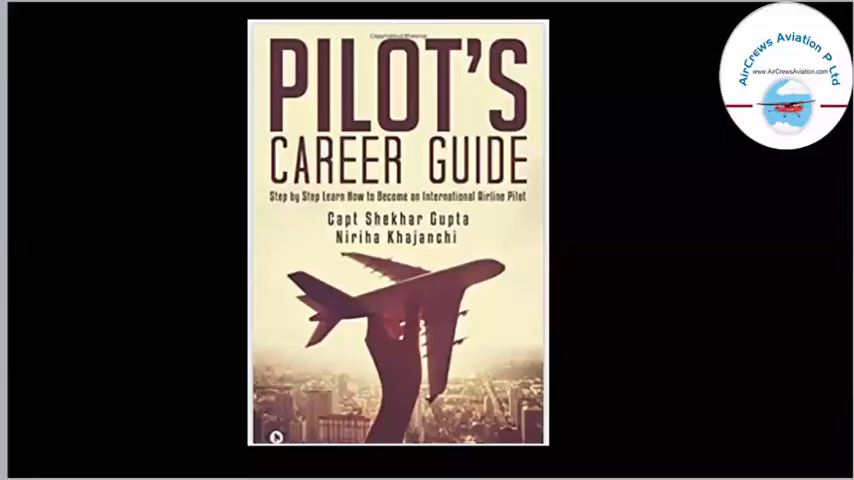 PILOT'S
CAREER GUIDE
Step by Step Learn How to Become an International Airline Pilot
Capt Shekhar Gupta
Niriha Khajanchi
AirCrews Aviation P Ltd
www.AirCrewsAviation.com